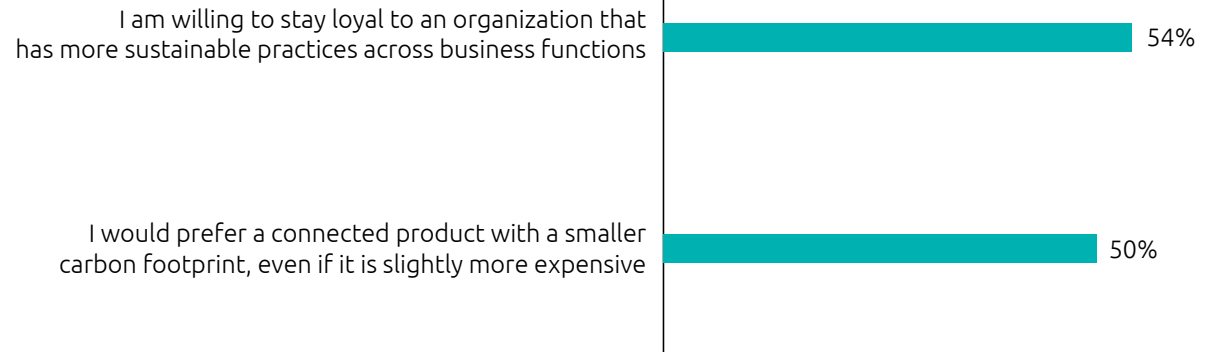 I am willing to stay loyal to an organization that
has more sustainable practices across business functions
54%
I would prefer a connected product with a smaller
carbon footprint, even if it is slightly more expensive
50%